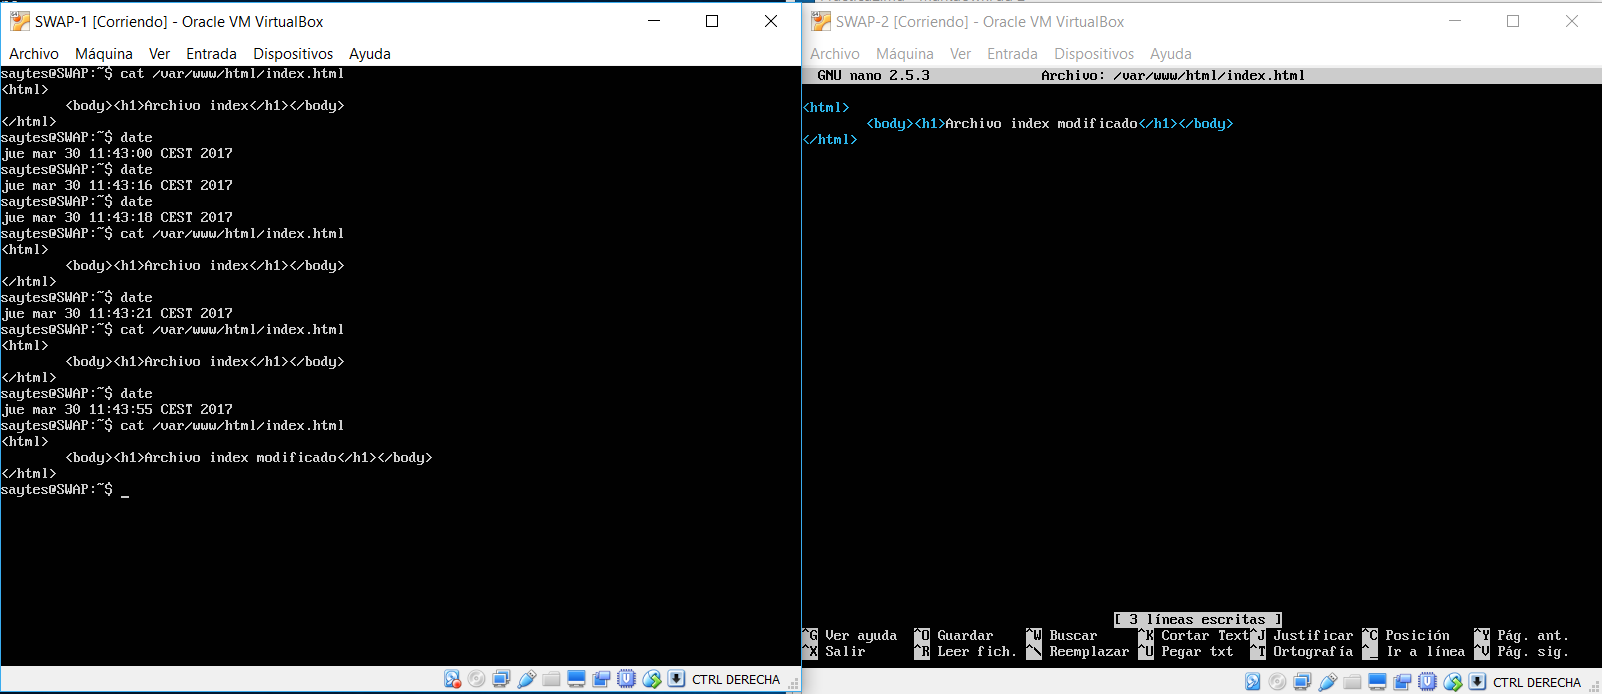 SWAP-1 [Corriendo] - Oracle VM VirtualBox
Archivo Máquina Ver Entrada Dispositivos Ayuda
saytes@SWAP:~$ cat /var/www/html/index.html
<html>
        <body><h1>Archivo index</h1></body>
</html>
saytes@SWAP:~$ date
jue mar 30 11:43:00 CEST 2017
saytes@SWAP:~$ date
jue mar 30 11:43:16 CEST 2017
saytes@SWAP:~$ date
jue mar 30 11:43:18 CEST 2017
saytes@SWAP:~$ cat /var/www/html/index.html
<html>
        <body><h1>Archivo index</h1></body>
</html>
saytes@SWAP:~$ date
jue mar 30 11:43:21 CEST 2017
saytes@SWAP:~$ cat /var/www/html/index.html
<html>
        <body><h1>Archivo index</h1></body>
</html>
saytes@SWAP:~$ date
jue mar 30 11:43:55 CEST 2017
saytes@SWAP:~$ cat /var/www/html/index.html
<html>
        <body><h1>Archivo index modificado</h1></body>
</html>
saytes@SWAP:~$ _
CTRL DERECHA
SWAP-2 [Corriendo] - Oracle VM VirtualBox
Archivo Máquina Ver Entrada Dispositivos Ayuda
GNU nano 2.5.3 Archivo: /var/www/html/index.html
<html>
        <body><h1>Archivo index modificado</h1></body>
</html>
[ 3 líneas escritas ]
^G Ver ayuda ^O Guardar ^W Buscar ^K Cortar Text^J Justificar ^C Posición ^Y Pág. ant.
^X Salir ^R Leer fich. ^\ Reemplazar ^U Pegar txt ^T Ortografía ^_ Ir a línea ^V Pág. sig.
CTRL DERECHA